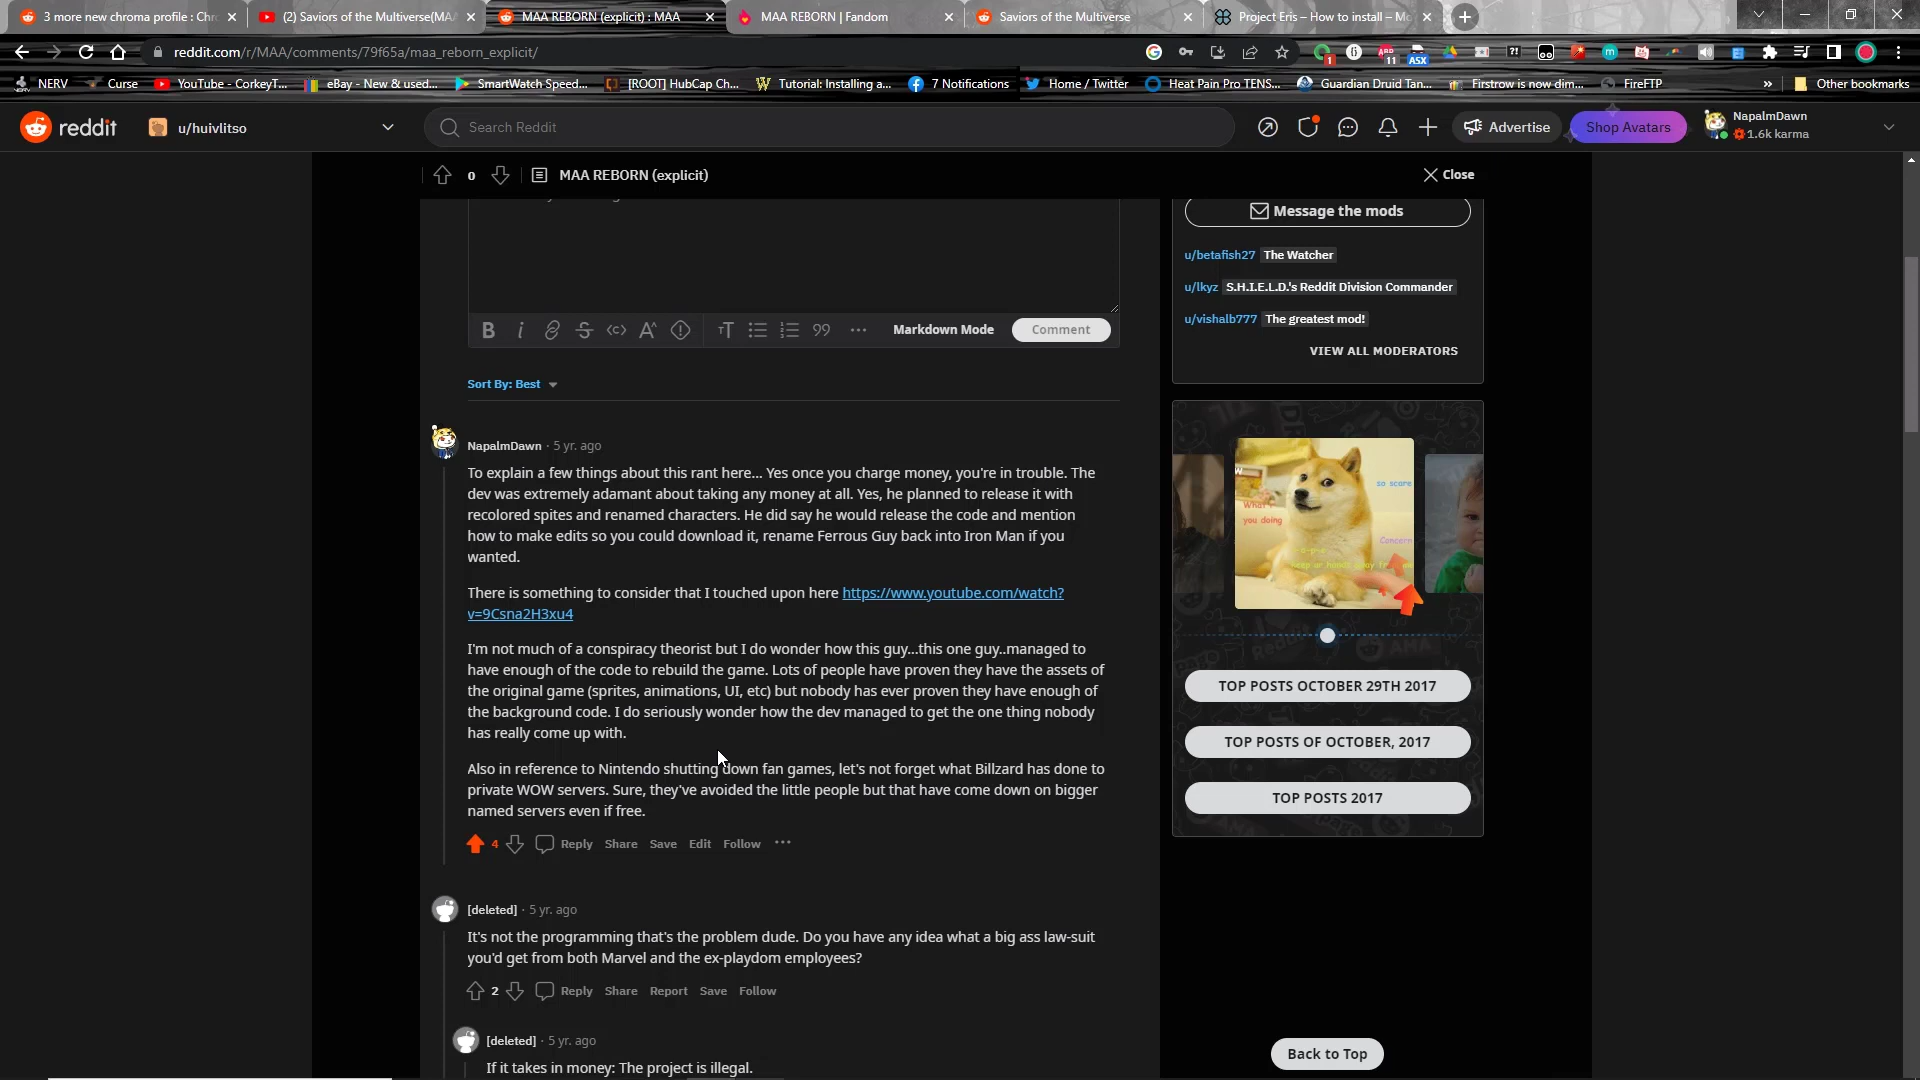 3 more new chroma profile : Chr
(2) Saviors of the Multiverse(MAA
MAA REBORN (explicit) : MAA
MAA REBORN | Fandom
Saviors of the Multiverse
Project Eris – How to install – Mo
reddit.com/r/MAA/comments/79f65a/maa_reborn_explicit/
NERV
Curse
YouTube - CorkeyT...
eBay - New & used...
SmartWatch Speed...
[ROOT] HubCap Ch...
Tutorial: Installing a...
7 Notifications
Home / Twitter
Heat Pain Pro TENS...
Guardian Druid Tan...
Firstrow is now dim...
FireFTP
»
Other bookmarks
reddit
u/huivlitso
Search Reddit
Advertise
Shop Avatars
NapalmDawn
1.6k karma
0
MAA REBORN (explicit)
Close
Message the mods
u/betafish27 The Watcher
u/lkyz S.H.I.E.L.D.'s Reddit Division Commander
u/vishalb777 The greatest mod!
VIEW ALL MODERATORS
Markdown Mode
Comment
Sort By: Best
NapalmDawn · 5 yr. ago
To explain a few things about this rant here... Yes once you charge money, you're in trouble. The
dev was extremely adamant about taking any money at all. Yes, he planned to release it with
recolored spites and renamed characters. He did say he would release the code and mention
how to make edits so you could download it, rename Ferrous Guy back into Iron Man if you
wanted.
There is something to consider that I touched upon here https://www.youtube.com/watch?
v=9Csna2H3xu4
I'm not much of a conspiracy theorist but I do wonder how this guy...this one guy..managed to
have enough of the code to rebuild the game. Lots of people have proven they have the assets of
the original game (sprites, animations, UI, etc) but nobody has ever proven they have enough of
the background code. I do seriously wonder how the dev managed to get the one thing nobody
has really come up with.
Also in reference to Nintendo shutting down fan games, let's not forget what Billzard has done to
private WOW servers. Sure, they've avoided the little people but that have come down on bigger
named servers even if free.
4 Reply Share Save Edit Follow ...
[deleted] · 5 yr. ago
It's not the programming that's the problem dude. Do you have any idea what a big ass law-suit
you'd get from both Marvel and the ex-playdom employees?
2 Reply Share Report Save Follow
[deleted] · 5 yr. ago
If it takes in money: The project is illegal.
so scare
What
you doing
Concern
TOP POSTS OCTOBER 29TH 2017
TOP POSTS OF OCTOBER, 2017
TOP POSTS 2017
Back to Top